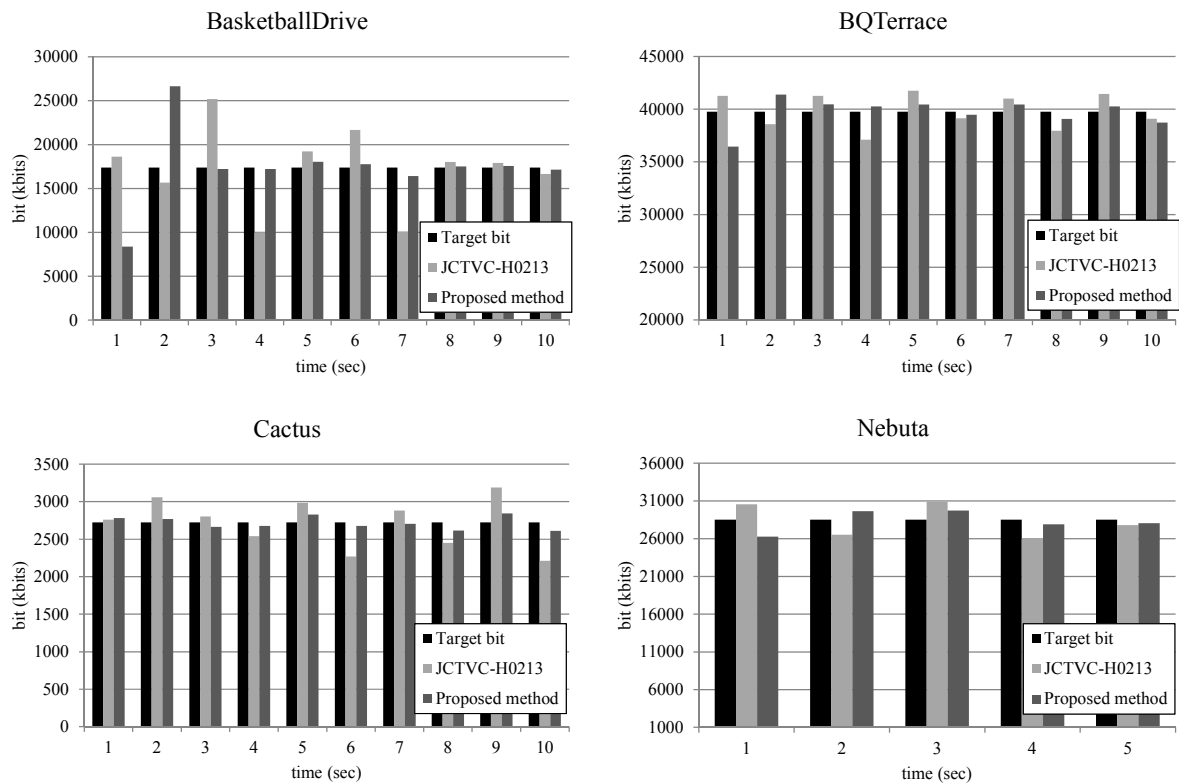 BasketballDrive
30000
25000
20000
15000
10000
5000
0
bit (kbits)
Target bit
JCTVC-H0213
Proposed method
1 2 3 4 5 6 7 8 9 10
time (sec)
BQTerrace
45000
40000
35000
30000
25000
20000
bit (kbits)
Target bit
JCTVC-H0213
Proposed method
1 2 3 4 5 6 7 8 9 10
time (sec)
Cactus
3500
3000
2500
2000
1500
1000
500
0
bit (kbits)
Target bit
JCTVC-H0213
Proposed method
1 2 3 4 5 6 7 8 9 10
time (sec)
Nebuta
36000
31000
26000
21000
16000
11000
6000
1000
bit (kbits)
Target bit
JCTVC-H0213
Proposed method
1 2 3 4 5
time (sec)